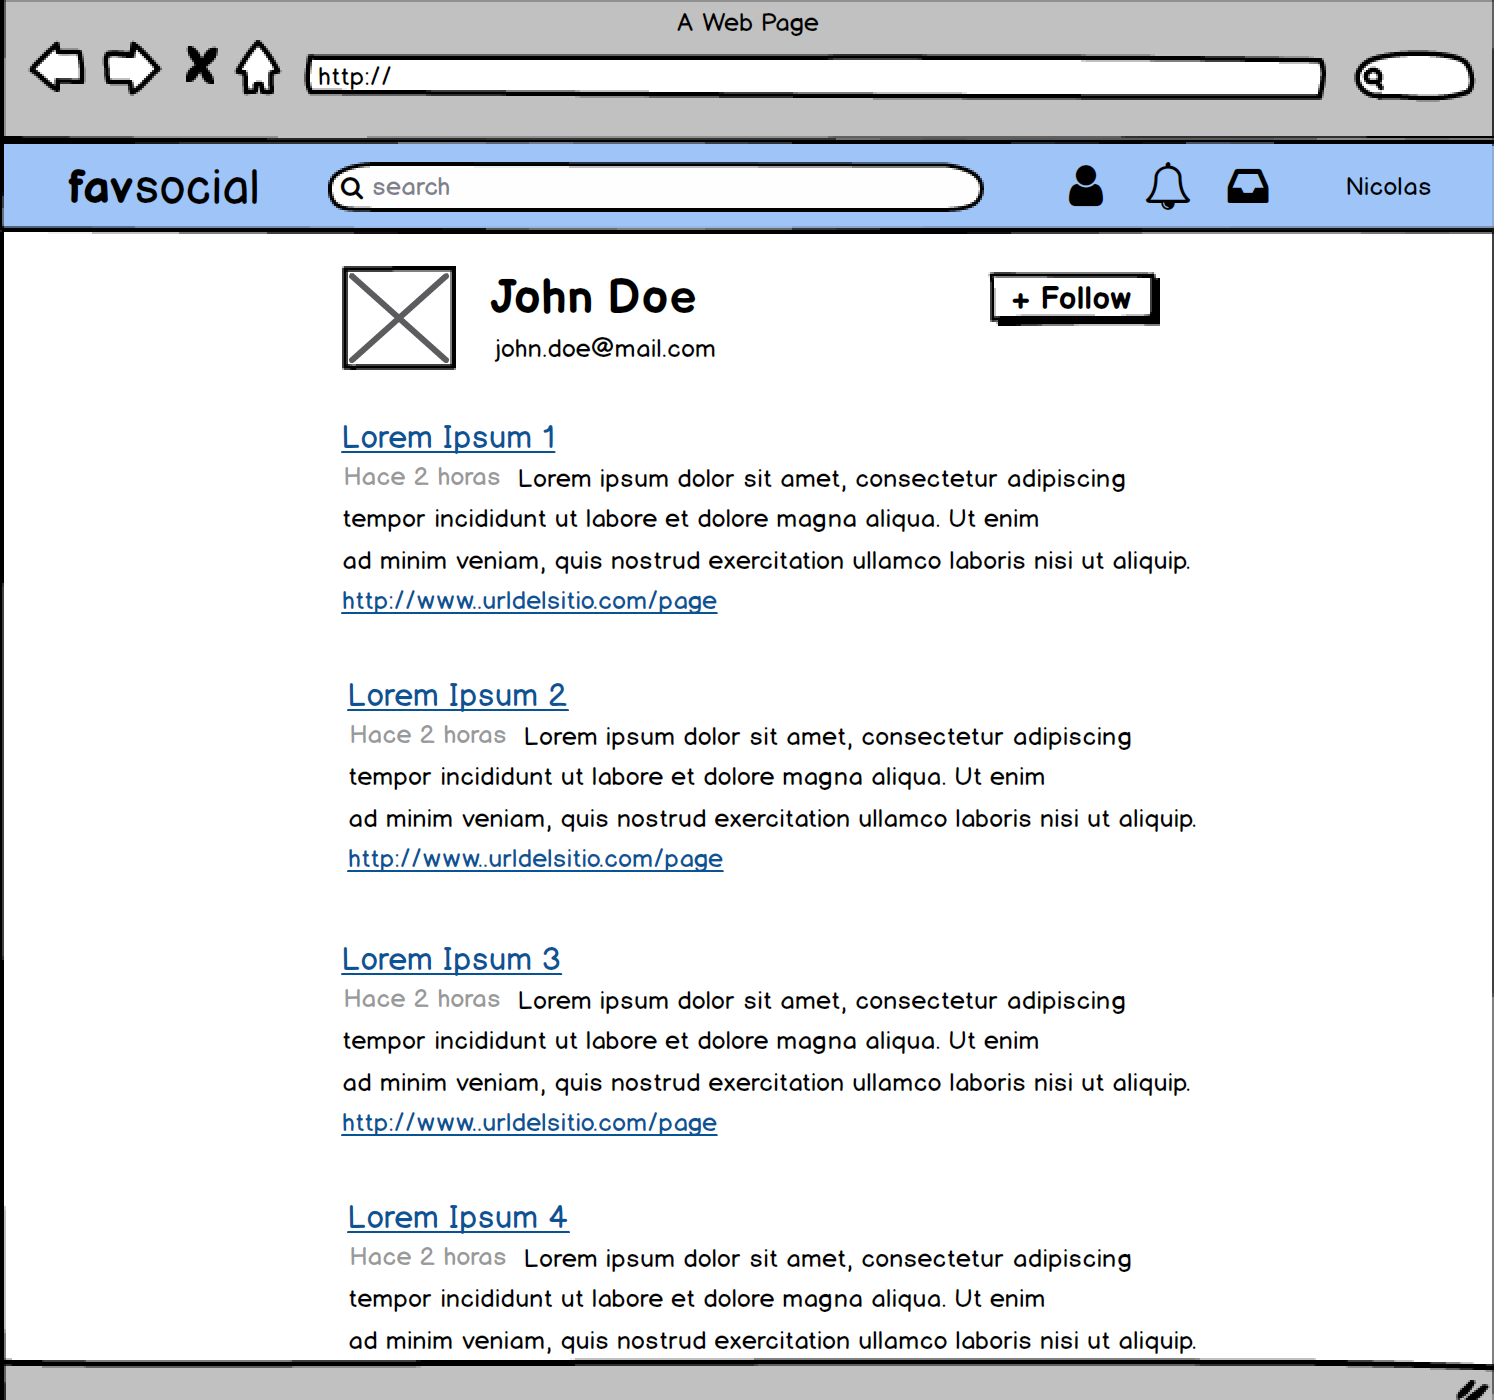 A Web Page
http://
favsocial
search
Nicolas
John Doe
+ Follow
john.doe@mail.com
Lorem Ipsum 1
Hace 2 horas Lorem ipsum dolor sit amet, consectetur adipiscing
tempor incididunt ut labore et dolore magna aliqua. Ut enim
ad minim veniam, quis nostrud exercitation ullamco laboris nisi ut aliquip.
http://www..urldelsitio.com/page
Lorem Ipsum 2
Hace 2 horas Lorem ipsum dolor sit amet, consectetur adipiscing
tempor incididunt ut labore et dolore magna aliqua. Ut enim
ad minim veniam, quis nostrud exercitation ullamco laboris nisi ut aliquip.
http://www..urldelsitio.com/page
Lorem Ipsum 3
Hace 2 horas Lorem ipsum dolor sit amet, consectetur adipiscing
tempor incididunt ut labore et dolore magna aliqua. Ut enim
ad minim veniam, quis nostrud exercitation ullamco laboris nisi ut aliquip.
http://www..urldelsitio.com/page
Lorem Ipsum 4
Hace 2 horas Lorem ipsum dolor sit amet, consectetur adipiscing
tempor incididunt ut labore et dolore magna aliqua. Ut enim
ad minim veniam, quis nostrud exercitation ullamco laboris nisi ut aliquip.